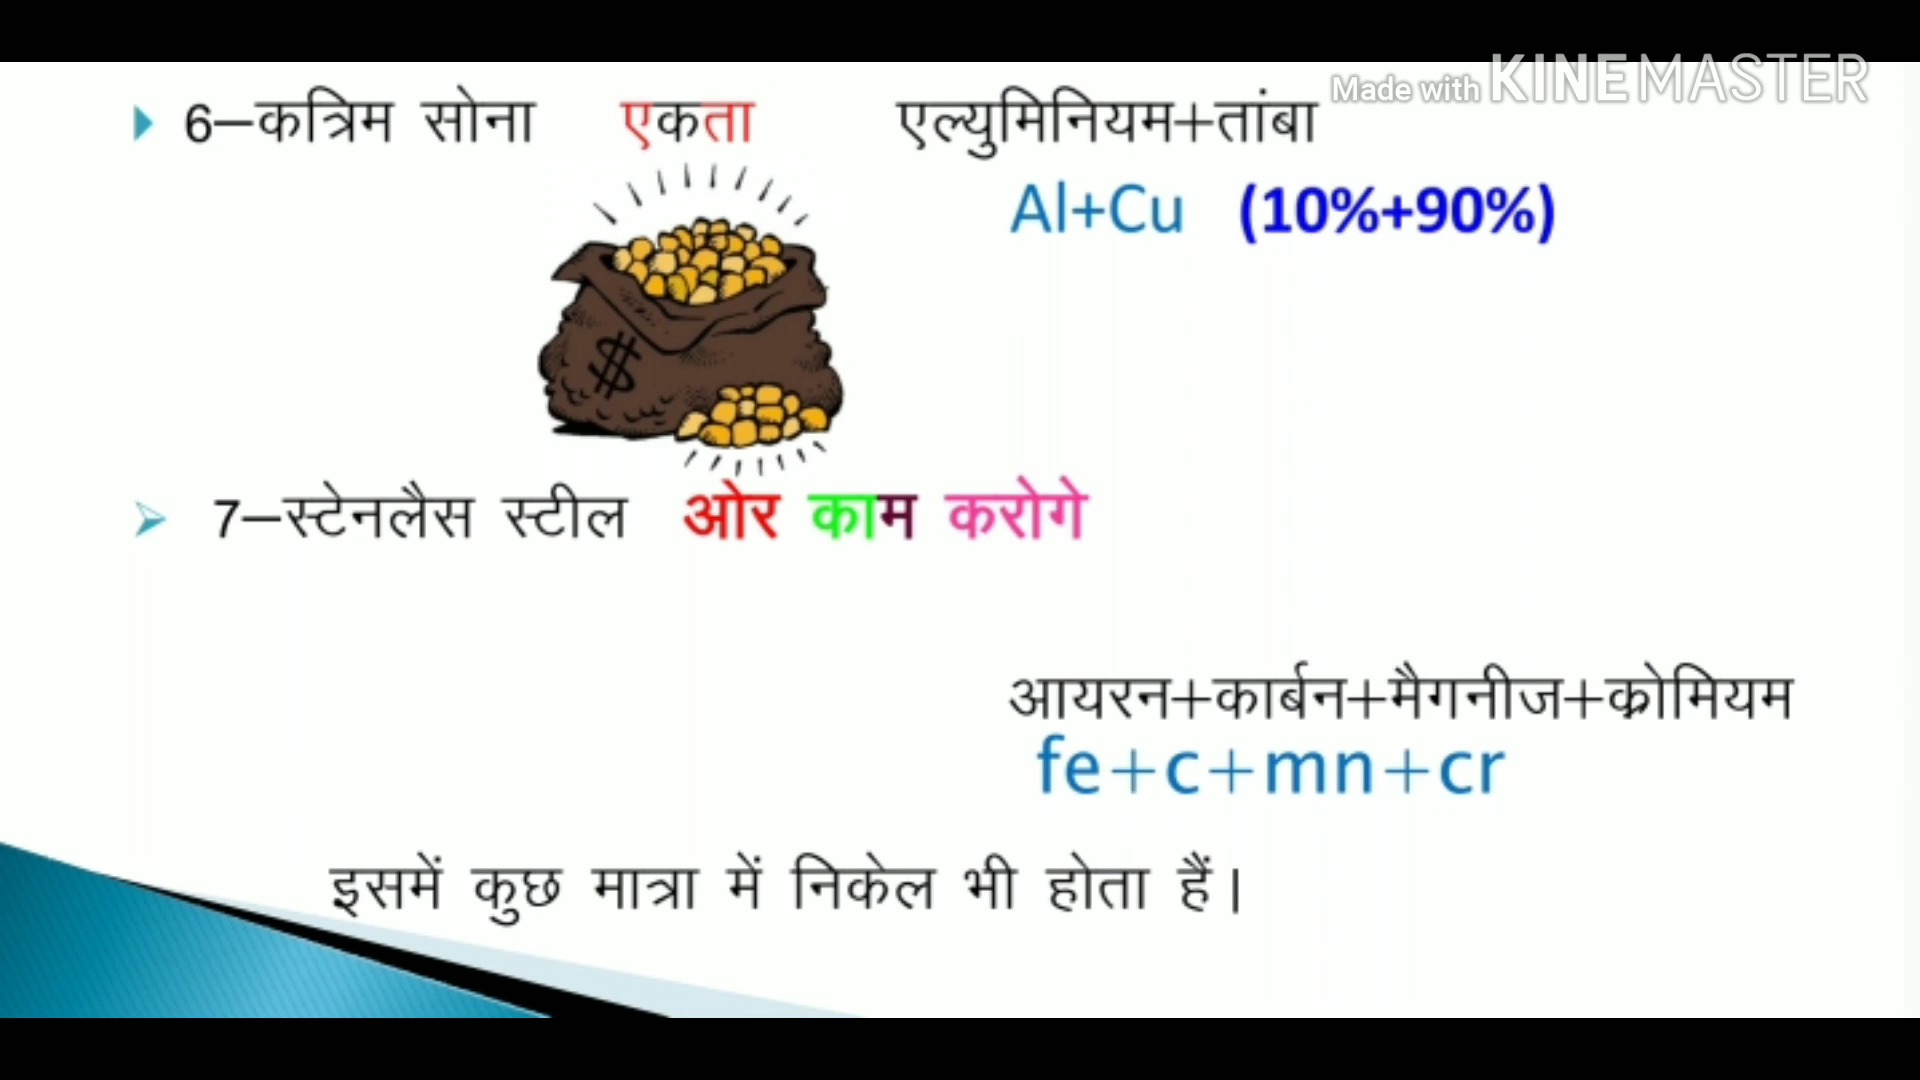 Made with KINEMASTER
6–कत्रिम सोना एकता एल्युमिनियम+तांबा
Al+Cu (10%+90%)
$
7–स्टेनलैस स्टील ओर काम करोगे
आयरन+कार्बन+मैगनीज+क्रोमियम
fe+c+mn+cr
इसमें कुछ मात्रा में निकेल भी होता हैं।